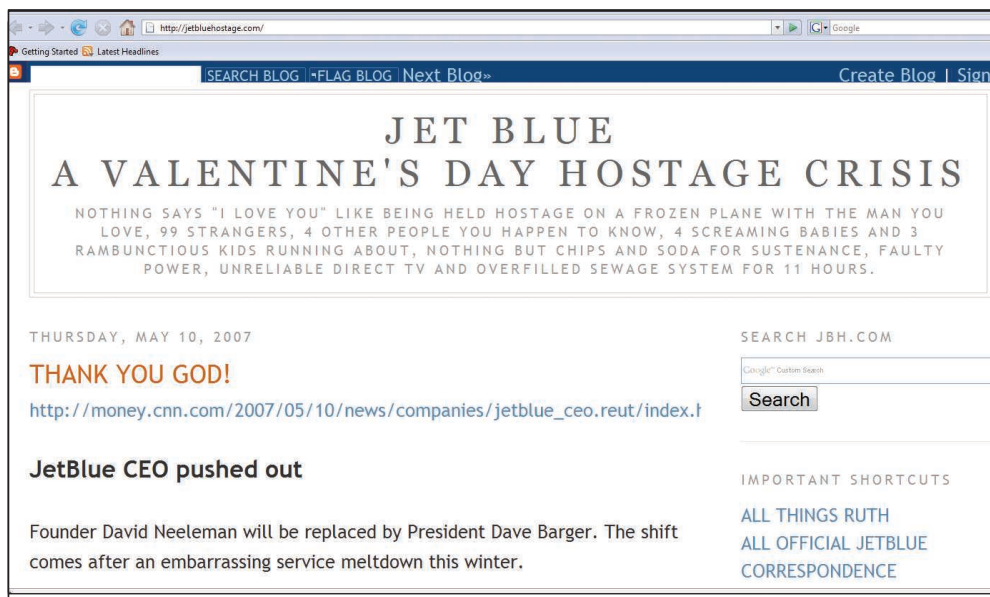 http://jetbluehostage.com/
Google
Getting Started Latest Headlines
SEARCH BLOG FLAG BLOG Next Blog» Create Blog | Sign
JET BLUE
A VALENTINE'S DAY HOSTAGE CRISIS
NOTHING SAYS "I LOVE YOU" LIKE BEING HELD HOSTAGE ON A FROZEN PLANE WITH THE MAN YOU
LOVE, 99 STRANGERS, 4 OTHER PEOPLE YOU HAPPEN TO KNOW, 4 SCREAMING BABIES AND 3
RAMBUNCTIOUS KIDS RUNNING ABOUT, NOTHING BUT CHIPS AND SODA FOR SUSTENANCE, FAULTY
POWER, UNRELIABLE DIRECT TV AND OVERFILLED SEWAGE SYSTEM FOR 11 HOURS.
THURSDAY, MAY 10, 2007
THANK YOU GOD!
http://money.cnn.com/2007/05/10/news/companies/jetblue_ceo.reut/index.h
JetBlue CEO pushed out
Founder David Neeleman will be replaced by President Dave Barger. The shift
comes after an embarrassing service meltdown this winter.
SEARCH JBH.COM
Google™ Custom Search
Search
IMPORTANT SHORTCUTS
ALL THINGS RUTH
ALL OFFICIAL JETBLUE
CORRESPONDENCE